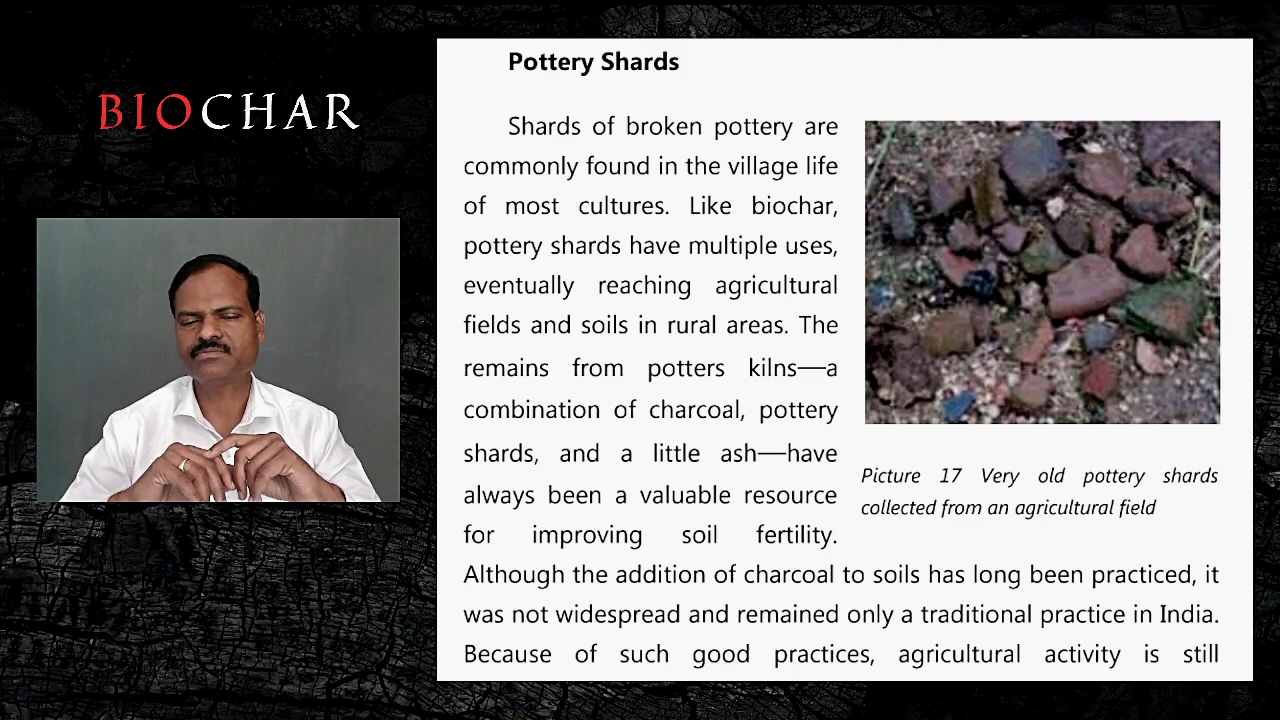 BIOCHAR
Pottery Shards
Shards of broken pottery are
commonly found in the village life
of most cultures. Like biochar,
pottery shards have multiple uses,
eventually reaching agricultural
fields and soils in rural areas. The
remains from potters kilns—a
combination of charcoal, pottery
shards, and a little ash—have
always been a valuable resource
for improving soil fertility.
Although the addition of charcoal to soils has long been practiced, it
was not widespread and remained only a traditional practice in India.
Because of such good practices, agricultural activity is still
Picture 17 Very old pottery shards
collected from an agricultural field